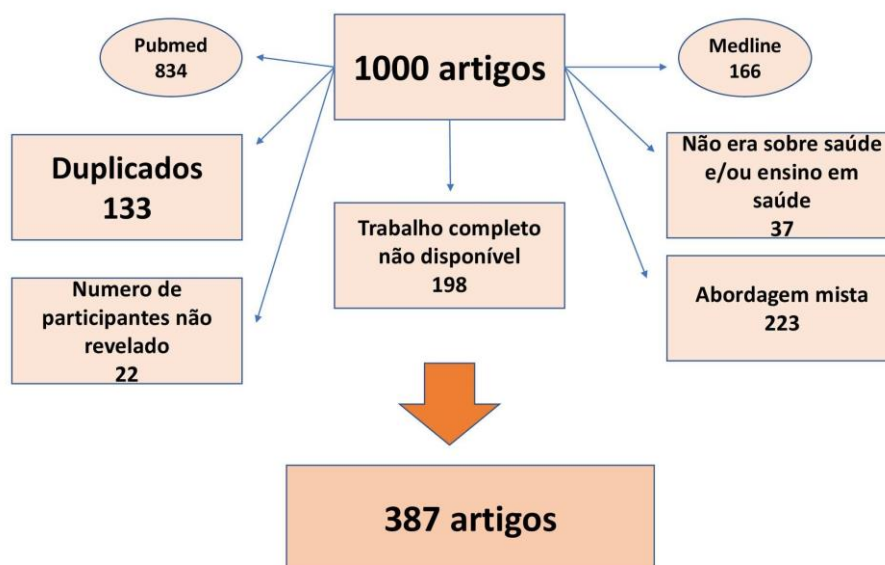 Pubmed
834
1000 artigos
Medline
166
Duplicados
133
Trabalho completo
não disponível
198
Não era sobre saúde
e/ou ensino em
saúde
37
Numero de
participantes não
revelado
22
Abordagem mista
223
387 artigos